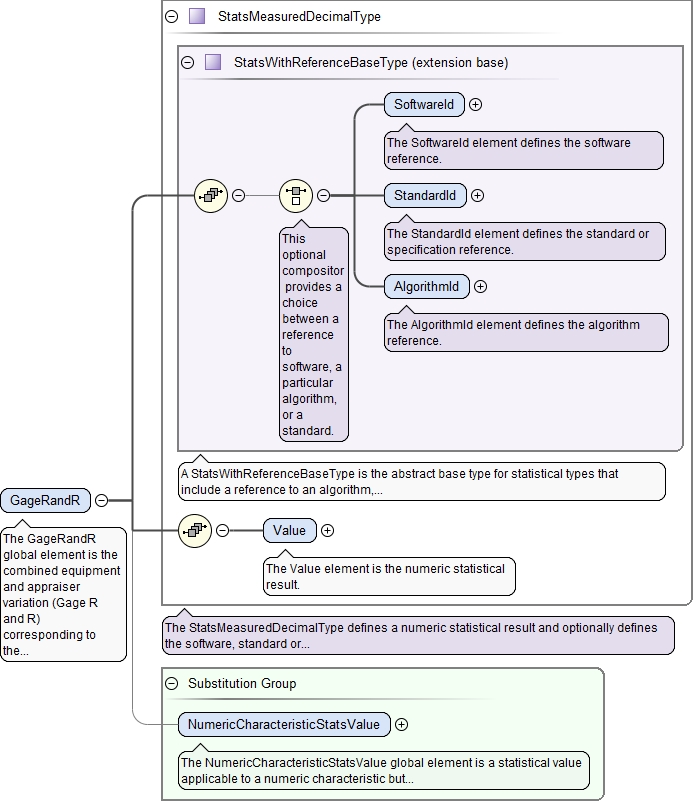 StatsMeasuredDecimalType
StatsWithReferenceBaseType (extension base)
SoftwareId
The SoftwareId element defines the software
reference.
StandardId
The StandardId element defines the standard or
specification reference.
AlgorithmId
The AlgorithmId element defines the algorithm
reference.
This
optional
compositor
provides a
choice
between a
reference
to
software, a
particular
algorithm,
or a
standard.
A StatsWithReferenceBaseType is the abstract base type for statistical types that
include a reference to an algorithm,...
GageRandR
The GageRandR
global element is the
combined equipment
and appraiser
variation (Gage R
and R)
corresponding to
the...
Value
The Value element is the numeric statistical
result.
The StatsMeasuredDecimalType defines a numeric statistical result and optionally defines
the software, standard or...
Substitution Group
NumericCharacteristicStatsValue
The NumericCharacteristicStatsValue global element is a statistical value
applicable to a numeric characteristic but...